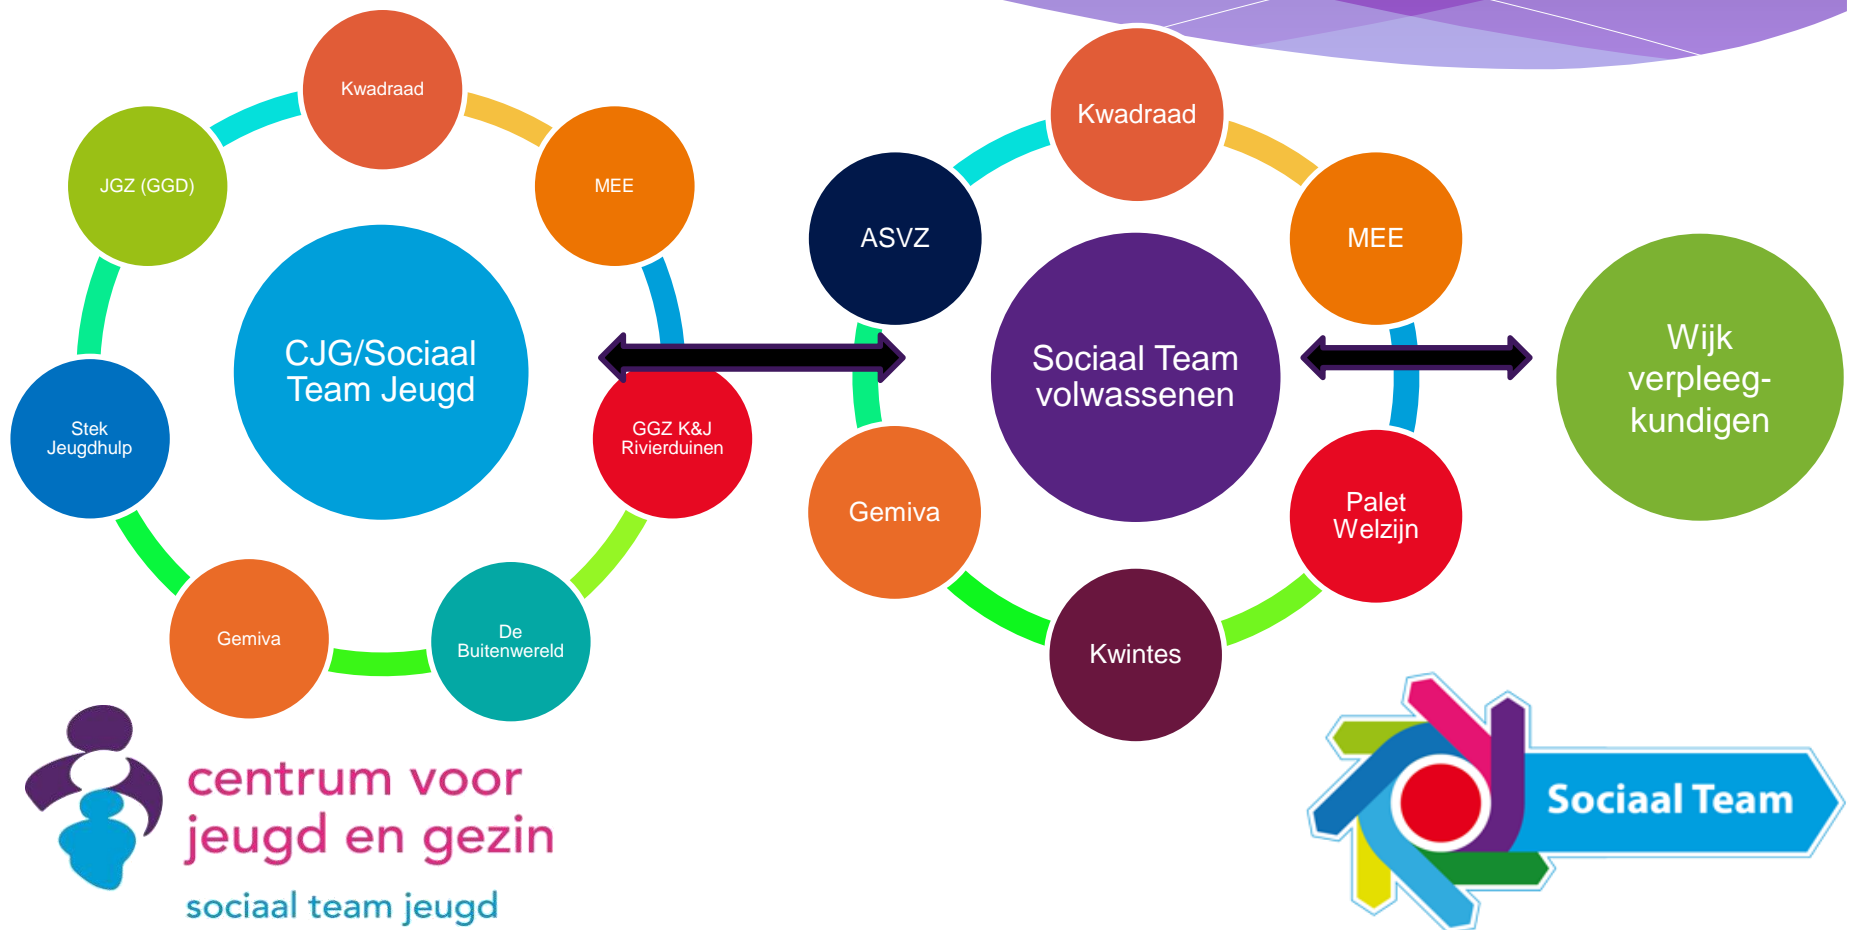 Kwadraad
MEE
GGZ K&J
Rivierduinen
De
Buitenwereld
Gemiva
Stek
Jeugdhulp
JGZ (GGD)
CJG/Sociaal
Team Jeugd
Kwadraad
MEE
Palet
Welzijn
Kwintes
Gemiva
ASVZ
Sociaal Team
volwassenen
Wijk
verpleeg-
kundigen
centrum voor
jeugd en gezin
sociaal team jeugd
Sociaal Team